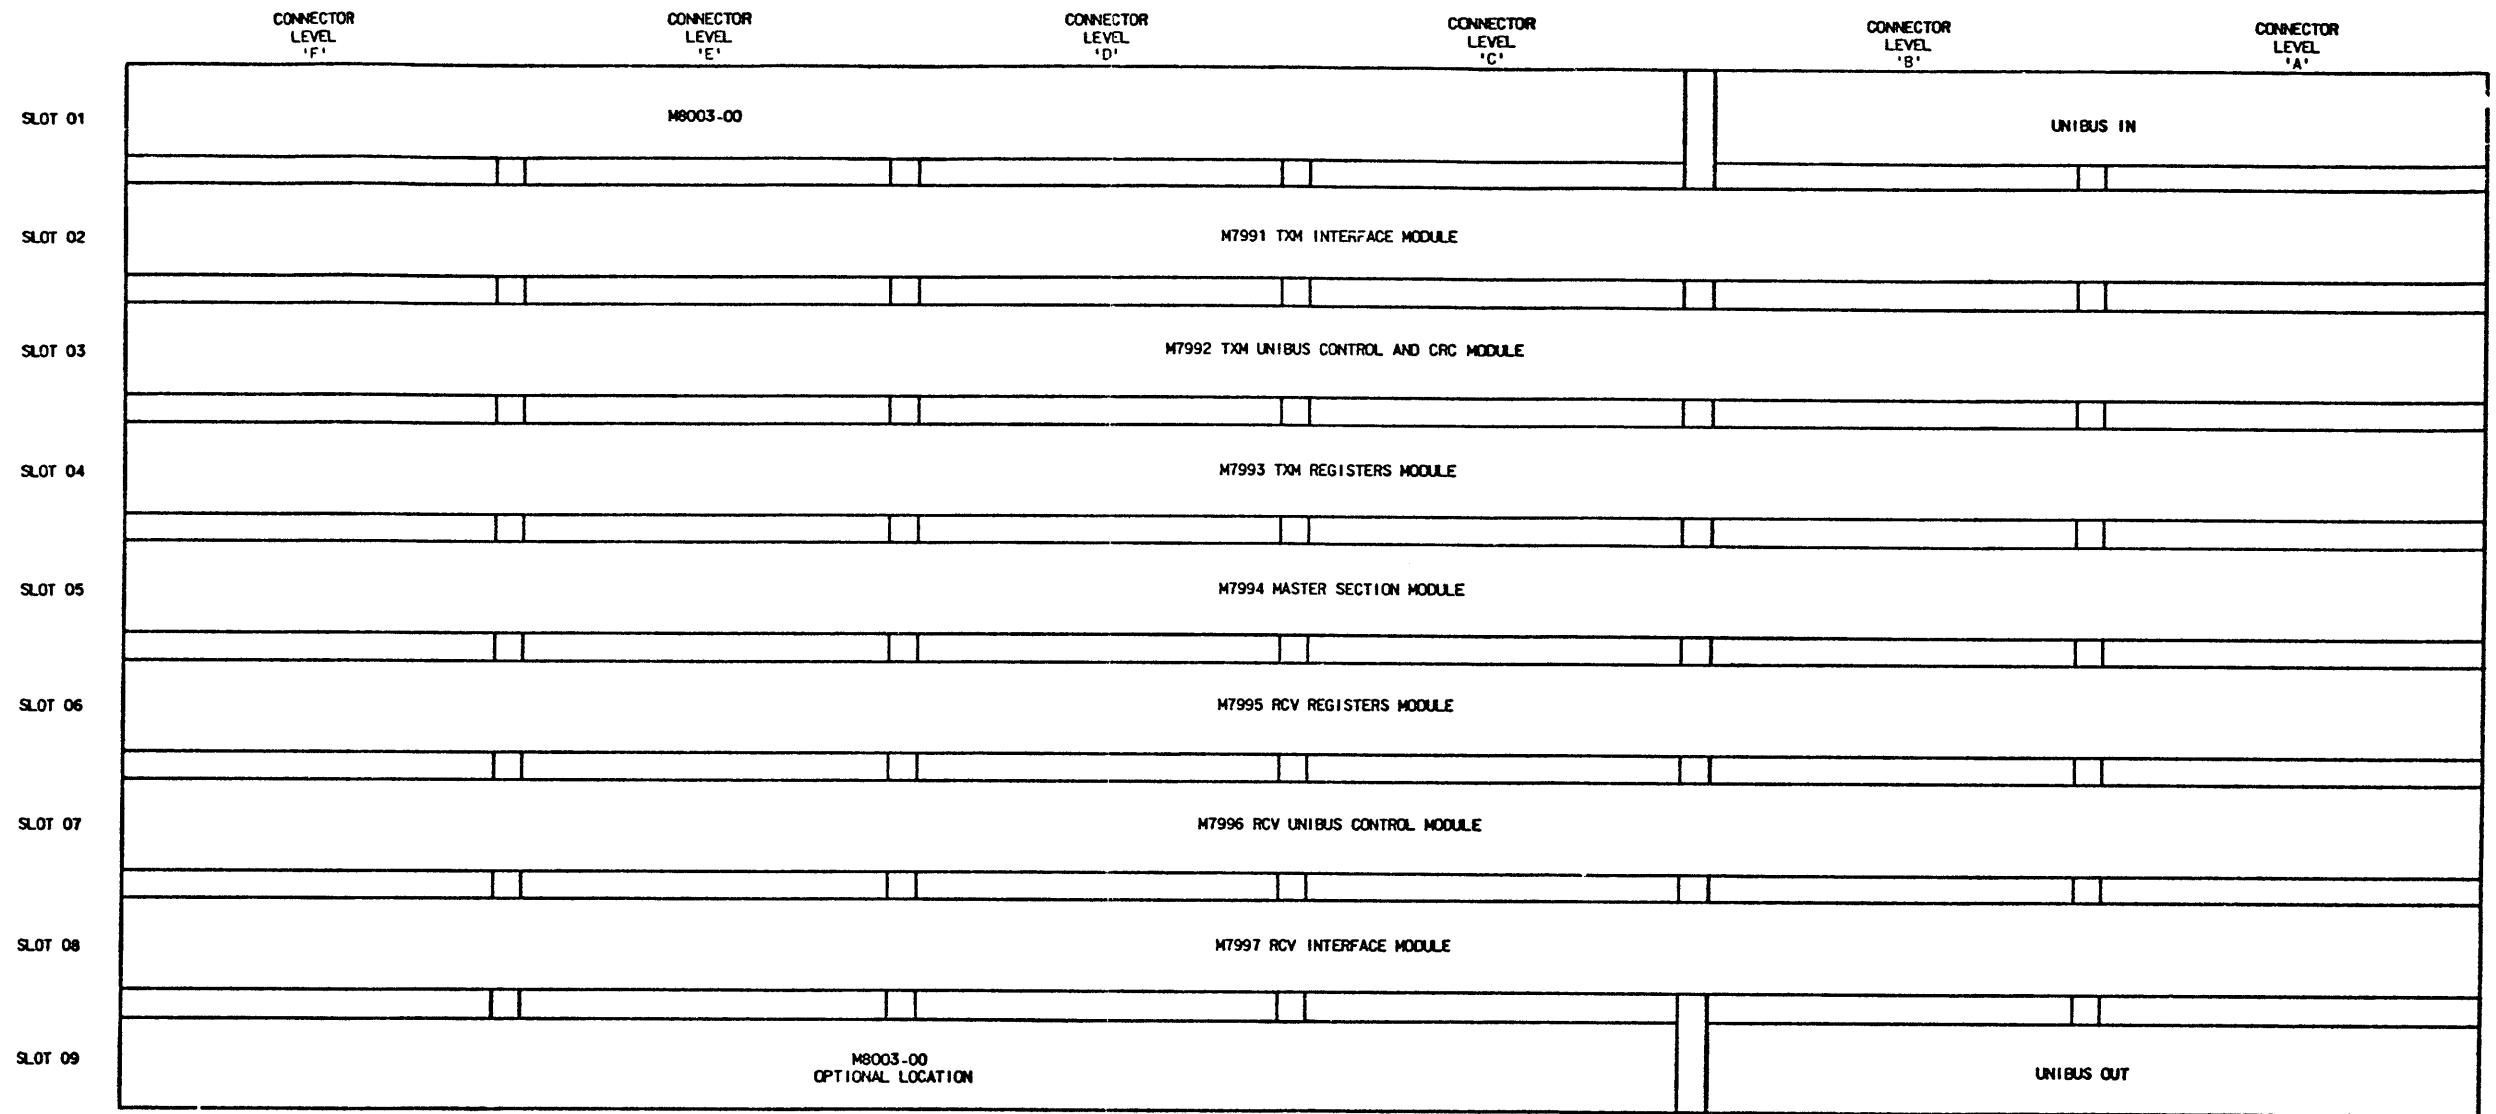 CONNECTOR
LEVEL
'F'
CONNECTOR
LEVEL
'E'
CONNECTOR
LEVEL
'D'
CONNECTOR
LEVEL
'C'
CONNECTOR
LEVEL
'B'
CONNECTOR
LEVEL
'A'
SLOT 01
M8003-00
UNIBUS IN
SLOT 02
M7991 TXM INTERFACE MODULE
SLOT 03
M7992 TXM UNIBUS CONTROL AND CRC MODULE
SLOT 04
M7993 TXM REGISTERS MODULE
SLOT 05
M7994 MASTER SECTION MODULE
SLOT 06
M7995 RCV REGISTERS MODULE
SLOT 07
M7996 RCV UNIBUS CONTROL MODULE
SLOT 08
M7997 RCV INTERFACE MODULE
SLOT 09
M8003-00
OPTIONAL LOCATION
UNIBUS OUT